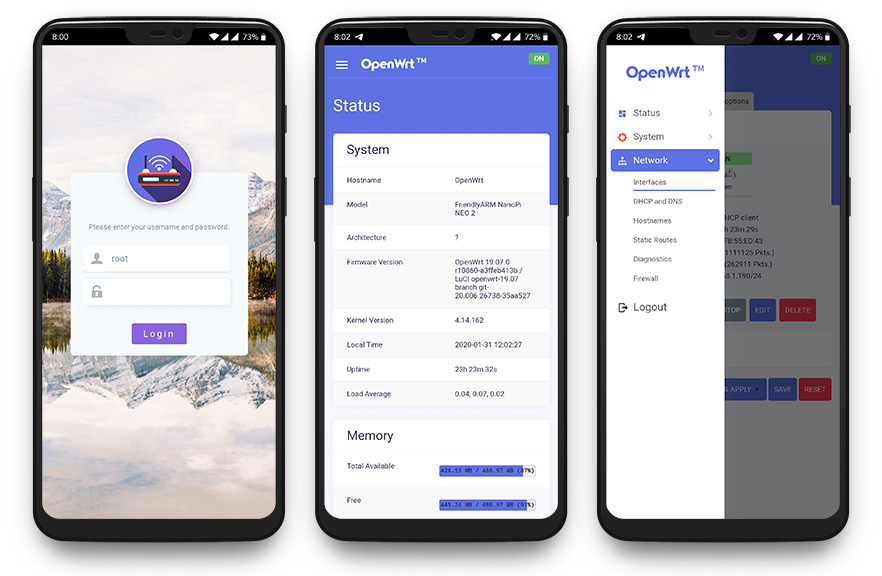 8:00
73%
Please enter your username and password.
root
Login
8:02
72%
OpenWrt ™
ON
Status
System
Hostname OpenWrt
Model FriendlyARM NanoPi
NEO 2
Architecture ?
Firmware Version OpenWrt 19.07.0
r10860-a3ffeb413b /
LuCI openwrt-19.07
branch git-
20.006.26738-35aa527
Kernel Version 4.14.162
Local Time 2020-01-31 12:02:27
Uptime 23h 23m 32s
Load Average 0.04, 0.07, 0.02
Memory
Total Available 428.55 MB / 486.97 MB (87%)
Free 445.24 MB / 486.97 MB (91%)
8:02
72%
OpenWrt ™
ON
Status
System
Network
Interfaces
DHCP and DNS
Hostnames
Static Routes
Diagnostics
Firewall
Logout
options
HCP client
h 23m 29s
FB:55:ED:43
1111125 Pkts.)
(262911 Pkts.)
8.1.190/24
TOP EDIT DELETE
APPLY SAVE RESET